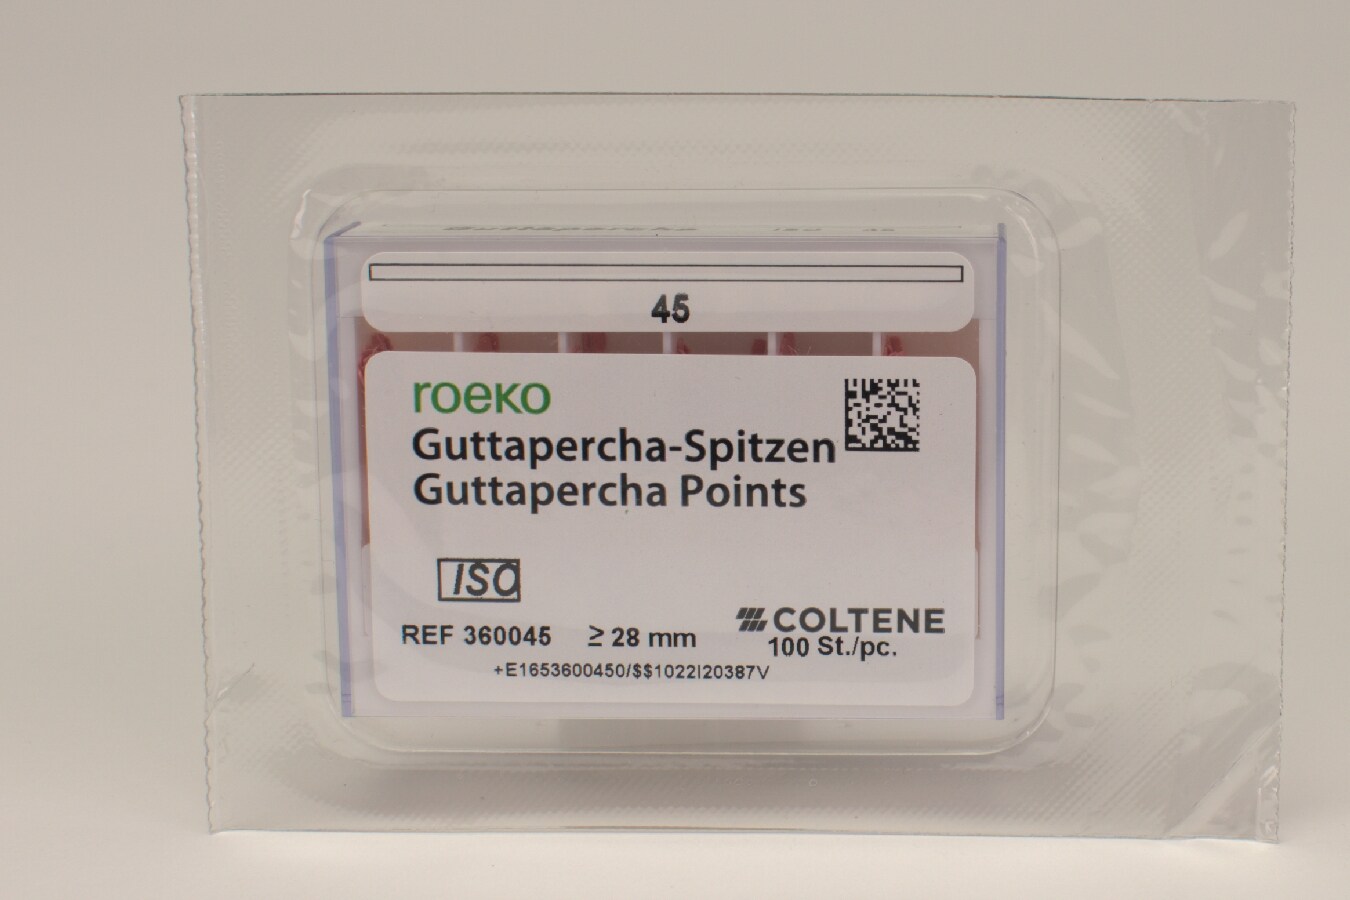 45
roeko
Guttapercha-Spitzen
Guttapercha Points
ISO
COLTENE
REF 360045 ≥ 28 mm 100 St./pc.
+E1653600450/$$1022I20387V